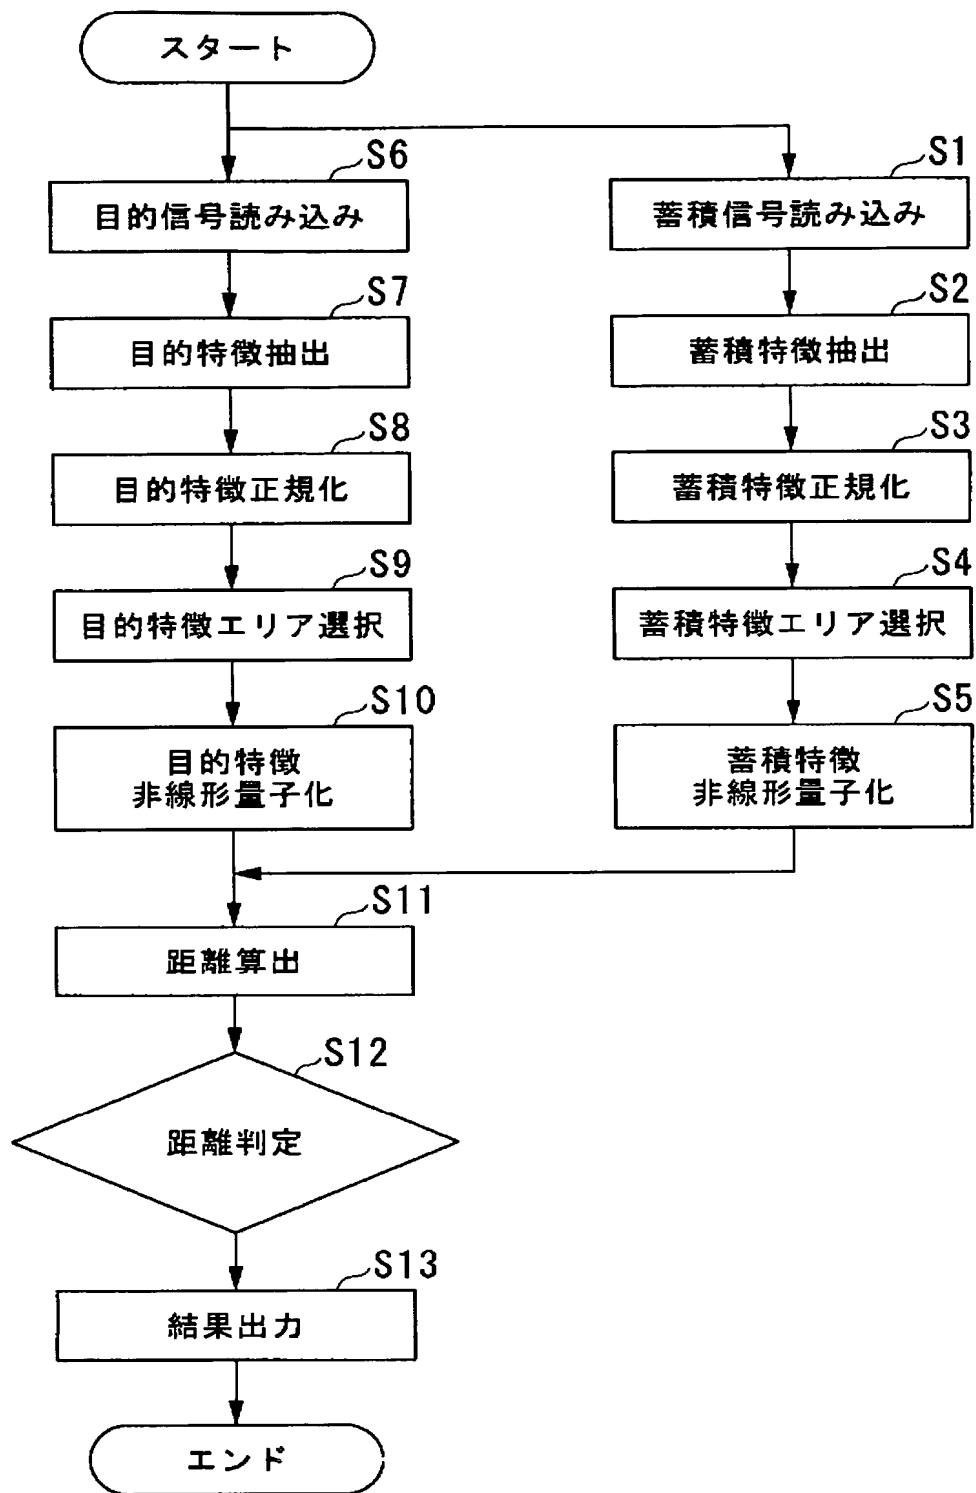 スタート
S6
目的信号読み込み
S1
蓄積信号読み込み
S7
目的特徴抽出
S2
蓄積特徴抽出
S8
目的特徴正規化
S3
蓄積特徴正規化
S9
目的特徴エリア選択
S4
蓄積特徴エリア選択
S10
目的特徴
非線形量子化
S5
蓄積特徴
非線形量子化
S11
距離算出
S12
距離判定
S13
結果出力
エンド